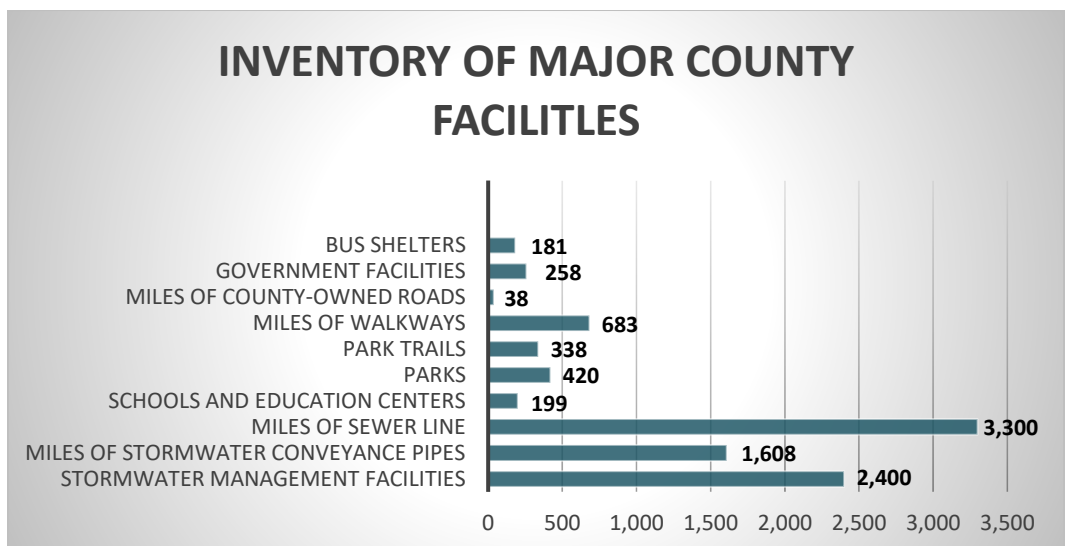 INVENTORY OF MAJOR COUNTY
FACILITLES
BUS SHELTERS 181
GOVERNMENT FACILITIES 258
MILES OF COUNTY-OWNED ROADS 38
MILES OF WALKWAYS 683
PARK TRAILS 338
PARKS 420
SCHOOLS AND EDUCATION CENTERS 199
MILES OF SEWER LINE 3,300
MILES OF STORMWATER CONVEYANCE PIPES 1,608
STORMWATER MANAGEMENT FACILITIES 2,400
0 500 1,000 1,500 2,000 2,500 3,000 3,500